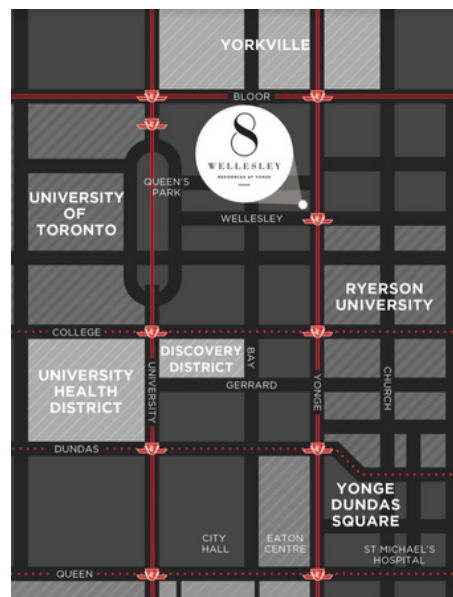 YORKVILLE
BLOOR
8
WELLESLEY
RESIDENCES AT YONGE
QUEEN'S
PARK
UNIVERSITY
OF
TORONTO
WELLESLEY
RYERSON
UNIVERSITY
COLLEGE
DISCOVERY
DISTRICT
BAY
UNIVERSITY
YONGE
CHURCH
UNIVERSITY
HEALTH
DISTRICT
GERRARD
DUNDAS
YONGE
DUNDAS
SQUARE
CITY
HALL
EATON
CENTRE
ST MICHAEL'S
HOSPITAL
QUEEN